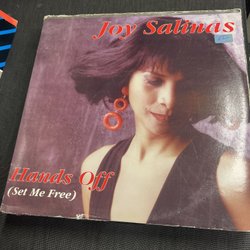 Joy Salinas
Hands Off
(Set Me Free)